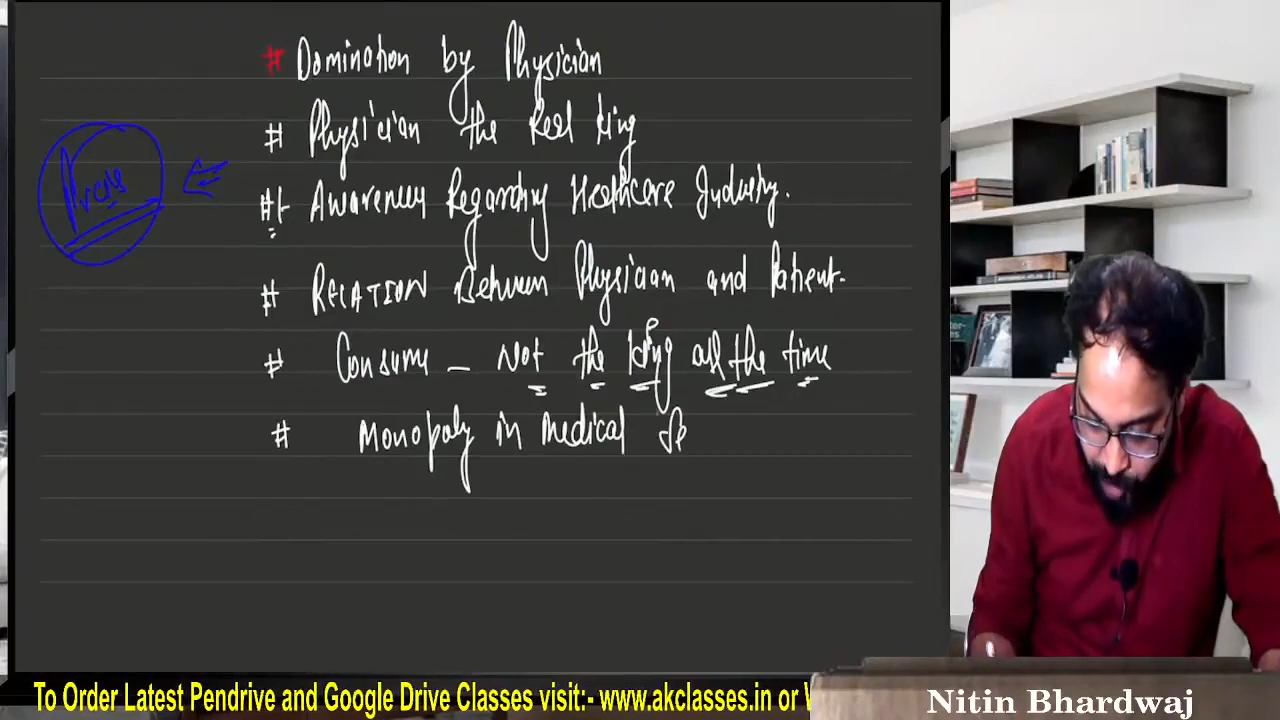 # Domination by Physician
# Physician the Real King
# Awareness Regarding Healthcare Industry.
# RELATION Between Physician and Patient.
# Consume - Not the king all the time
# Monopoly in Medical Se
To Order Latest Pendrive and Google Drive Classes visit:- www.akclasses.in or W
Nitin Bhardwaj